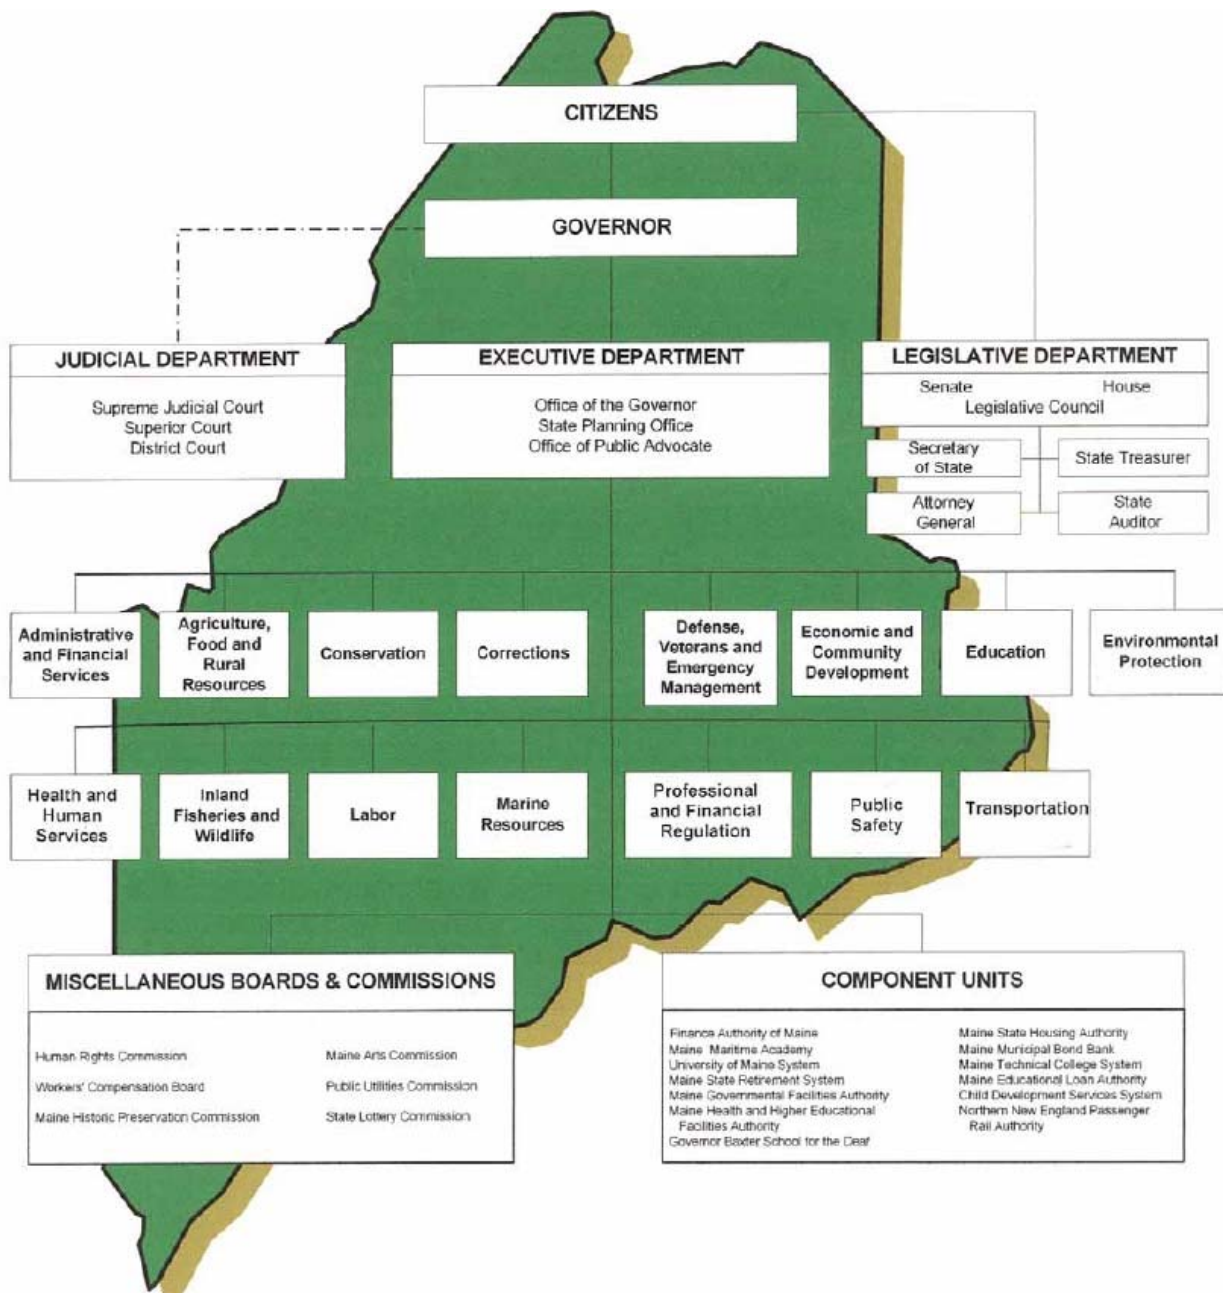 CITIZENS
GOVERNOR
JUDICIAL DEPARTMENT
Supreme Judicial Court
Superior Court
District Court
EXECUTIVE DEPARTMENT
Office of the Governor
State Planning Office
Office of Public Advocate
LEGISLATIVE DEPARTMENT
Senate House
Legislative Council
Secretary
of State
State Treasurer
Attorney
General
State
Auditor
Administrative
and Financial
Services
Agriculture,
Food and
Rural
Resources
Conservation
Corrections
Defense,
Veterans and
Emergency
Management
Economic and
Community
Development
Education
Environmental
Protection
Health and
Human
Services
Inland
Fisheries and
Wildlife
Labor
Marine
Resources
Professional
and Financial
Regulation
Public
Safety
Transportation
MISCELLANEOUS BOARDS & COMMISSIONS
Human Rights Commission
Workers' Compensation Board
Maine Historic Preservation Commission
Maine Arts Commission
Public Utilities Commission
State Lottery Commission
COMPONENT UNITS
Finance Authority of Maine
Maine Maritime Academy
University of Maine System
Maine State Retirement System
Maine Governmental Facilities Authority
Maine Health and Higher Educational
Facilities Authority
Governor Baxter School for the Deaf
Maine State Housing Authority
Maine Municipal Bond Bank
Maine Technical College System
Maine Educational Loan Authority
Child Development Services System
Northern New England Passenger
Rail Authority